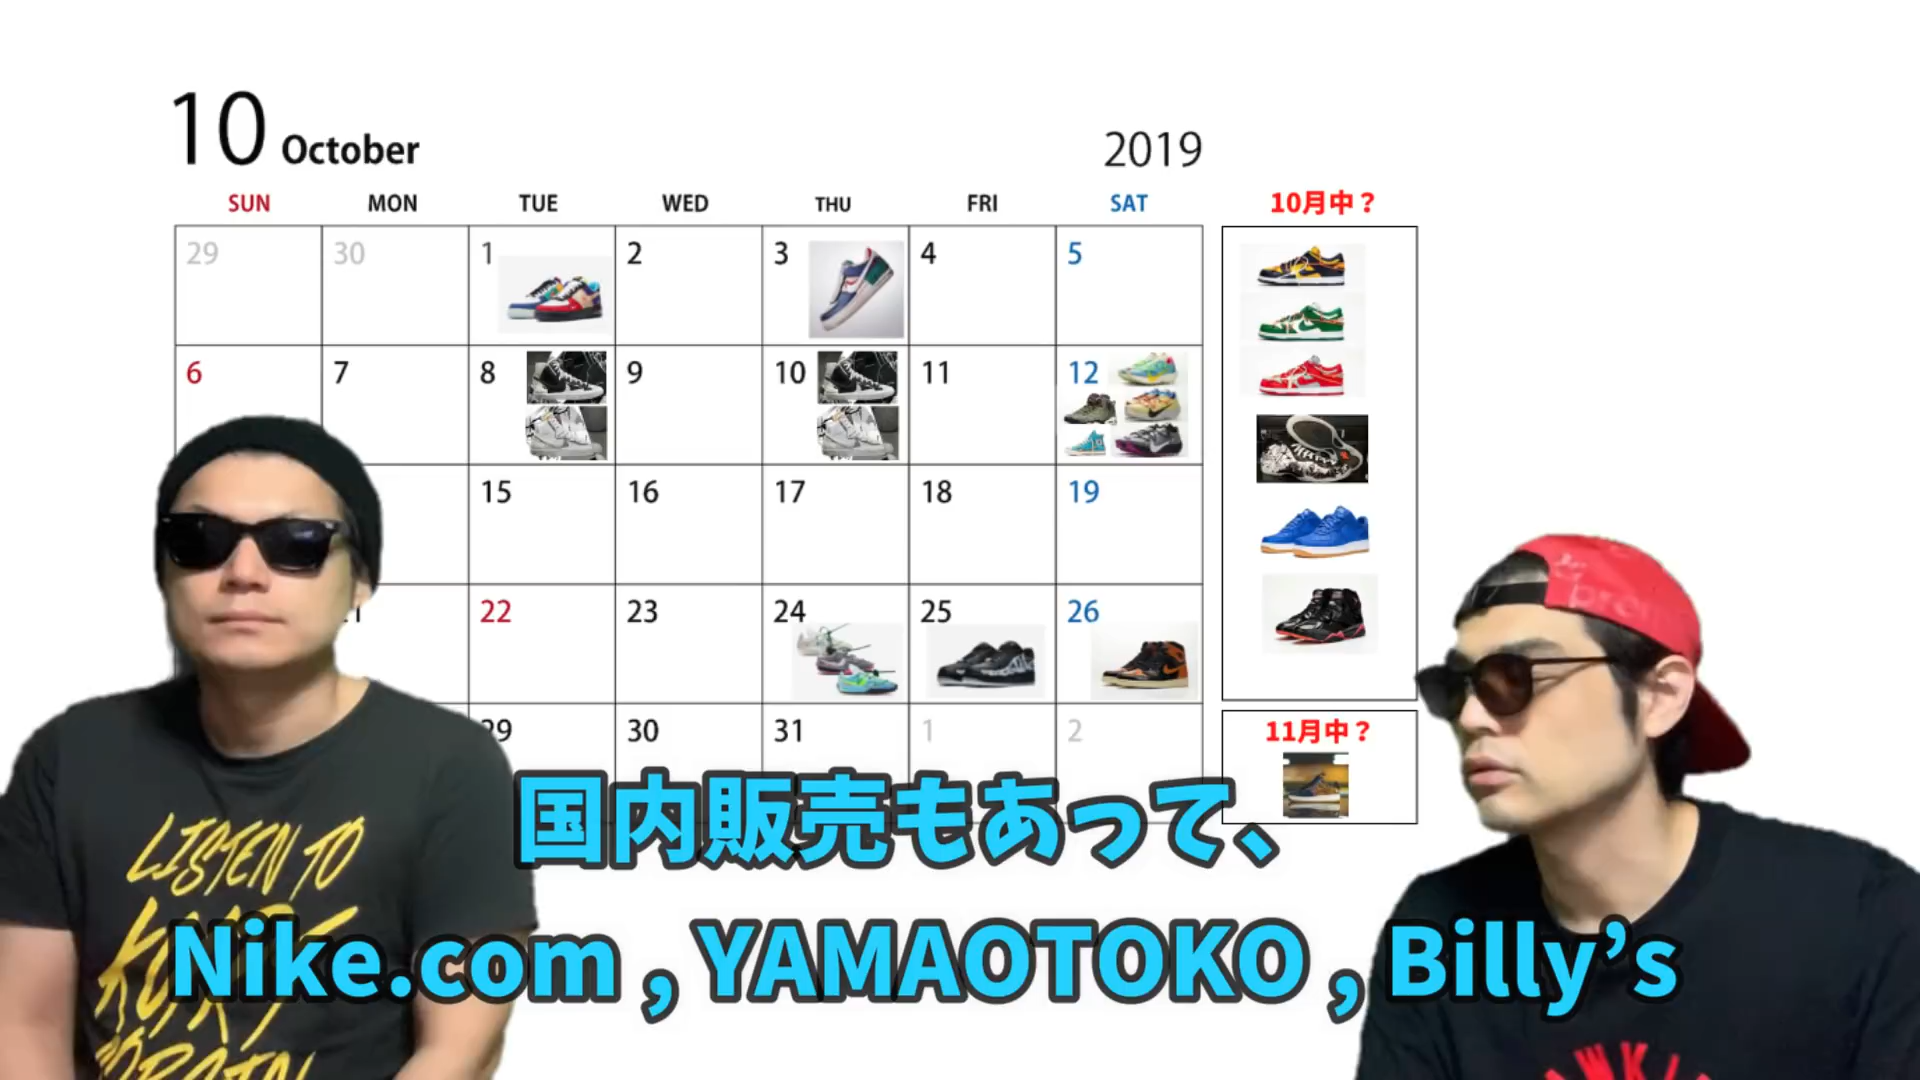 10 October 2019
SUN MON TUE WED THU FRI SAT 10月中？
29 30 1 2 3 4 5
6 7 8 9 10 11 12
15 16 17 18 19
22 23 24 25 26
30 31 1 2
11月中？
国内販売もあって、
Nike.com , YAMAOTOKO , Billy’s
LISTEN TO